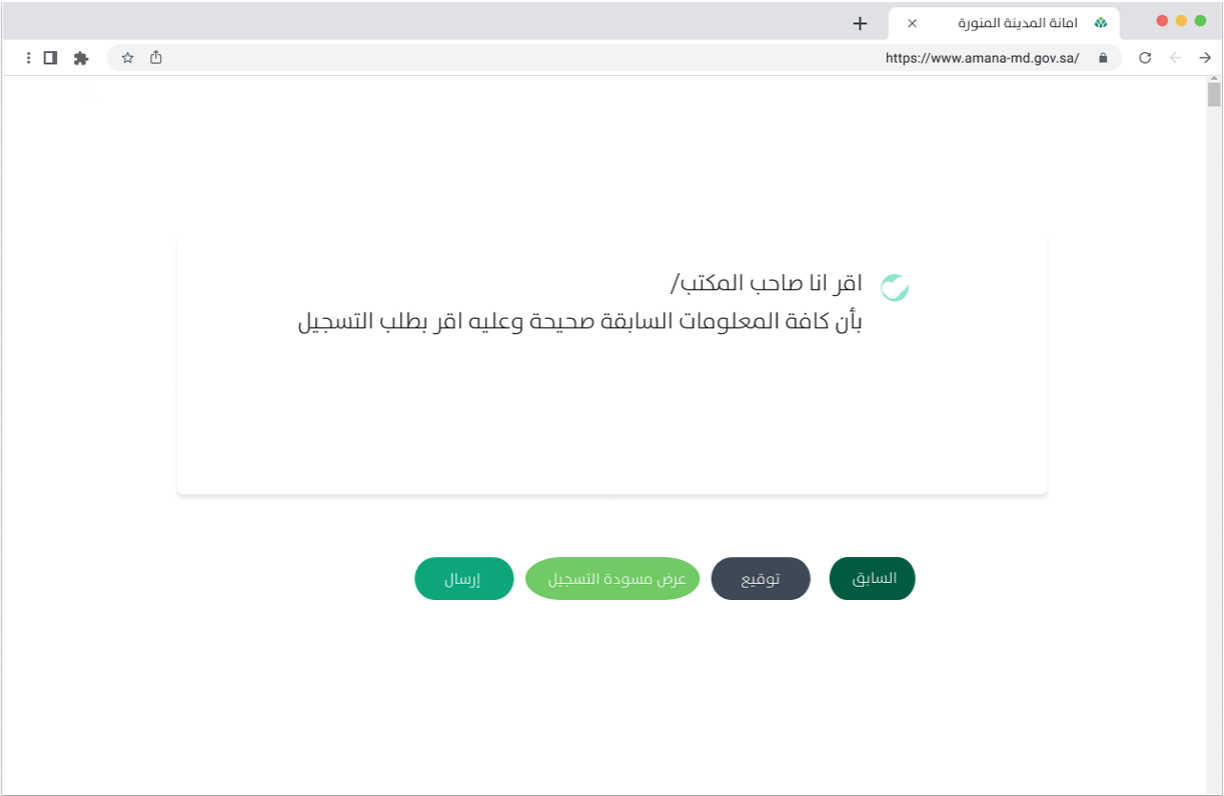 امانة المدينة المنورة
https://www.amana-md.gov.sa/
اقر انا صاحب المكتب/
بأن كافة المعلومات السابقة صحيحة وعليه اقر بطلب التسجيل
السابق
توقيع
عرض مسودة التسجيل
إرسال